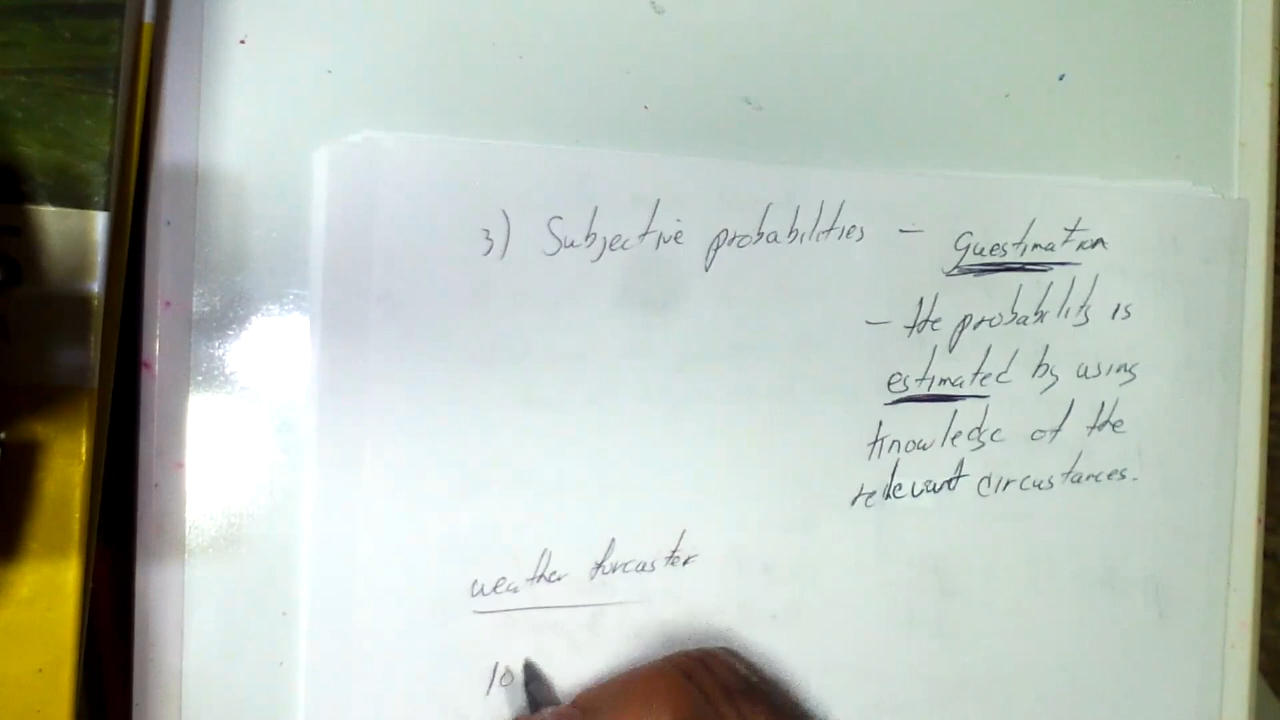 3) Subjective probabilities - guestimation
- the probability is
estimated by using
knowledge of the
relevant circustances.
weather forcaster
10